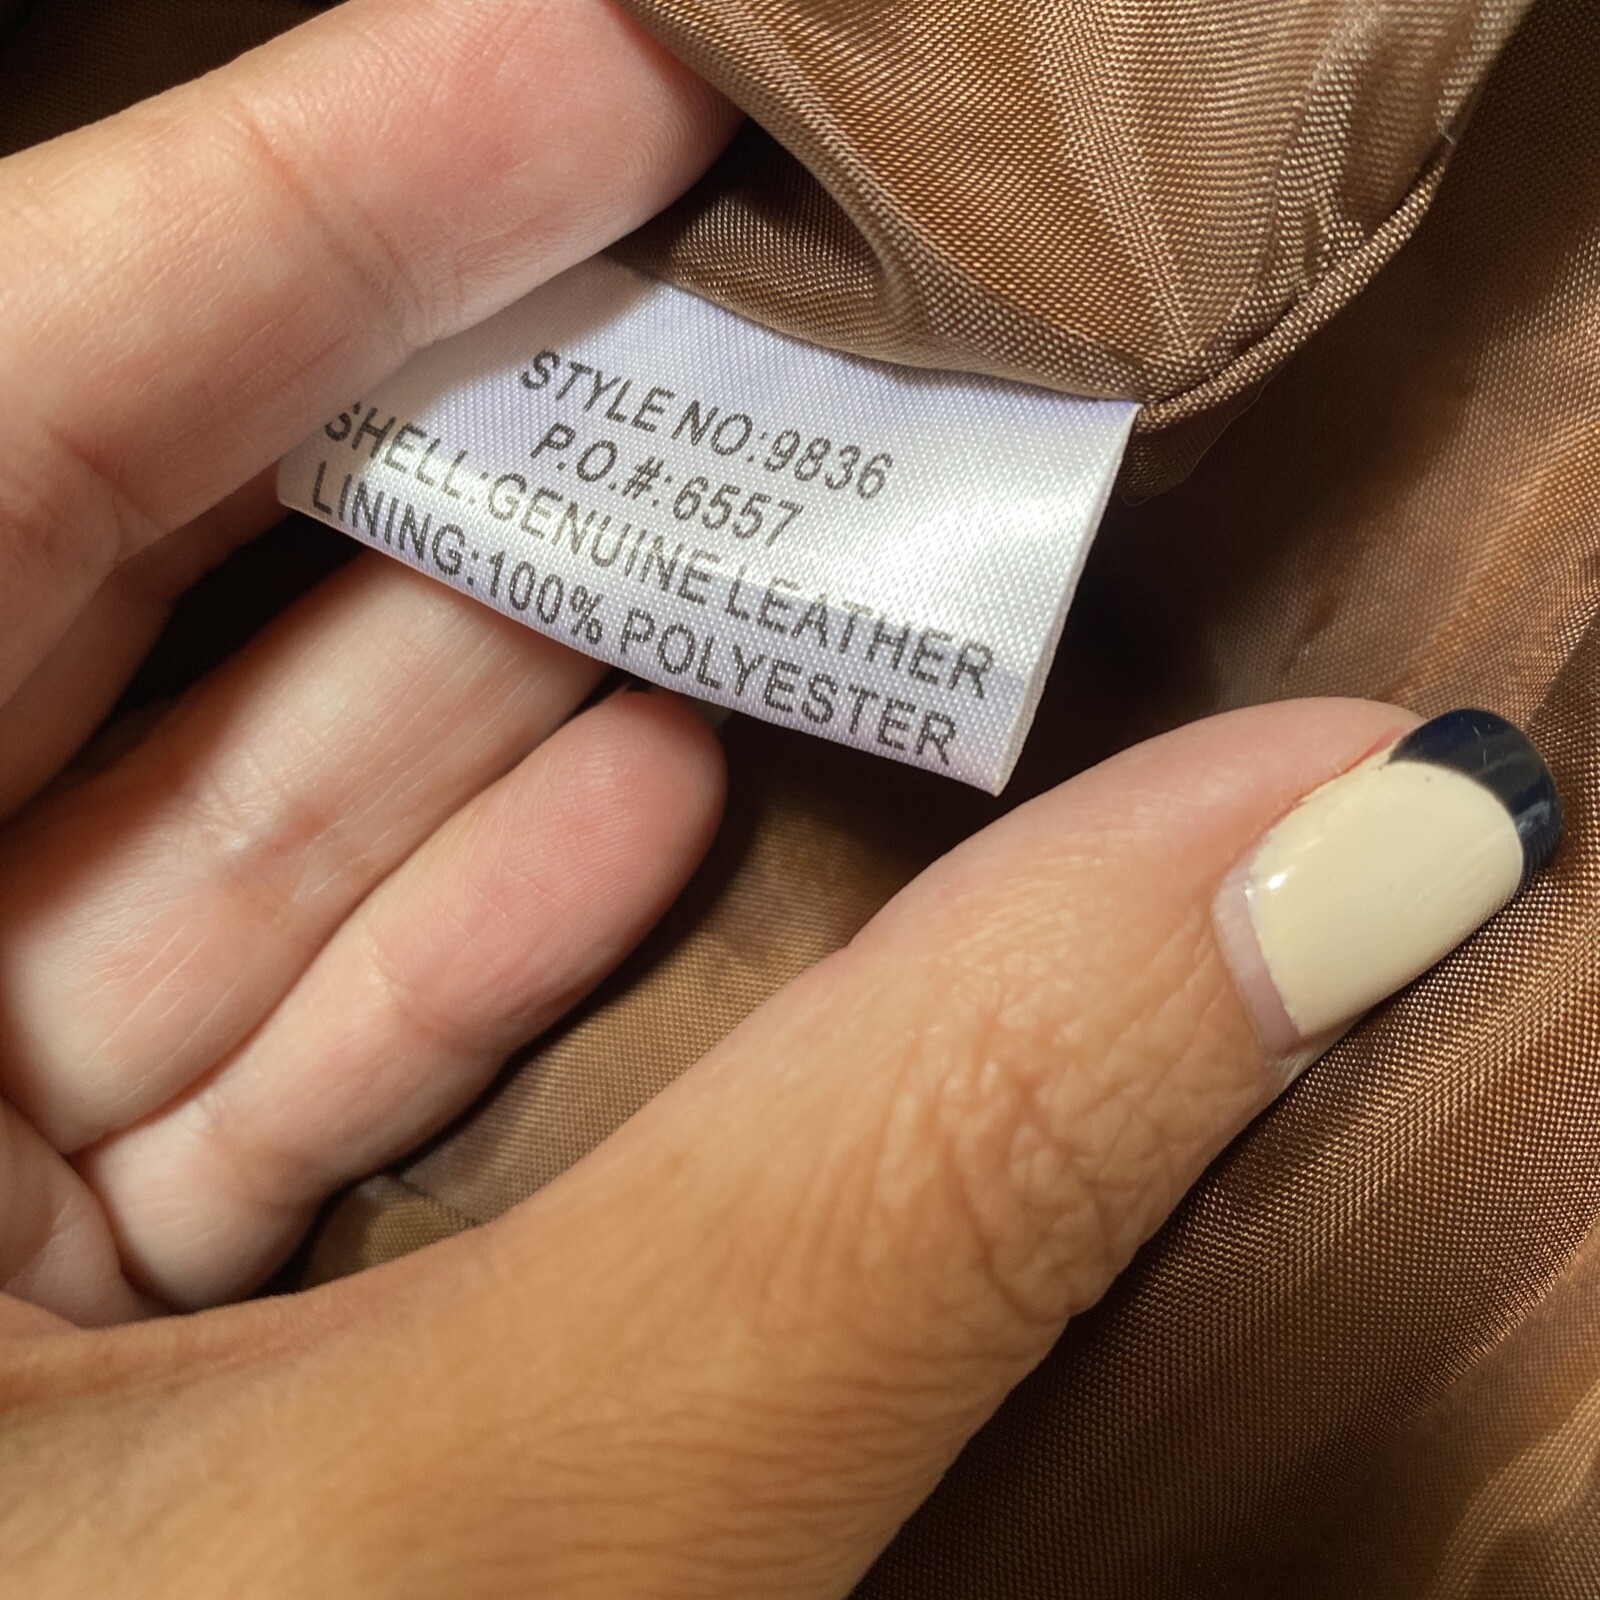 STYLE NO:9836
P.O.#:6557
SHELL:GENUINE LEATHER
LINING:100% POLYESTER